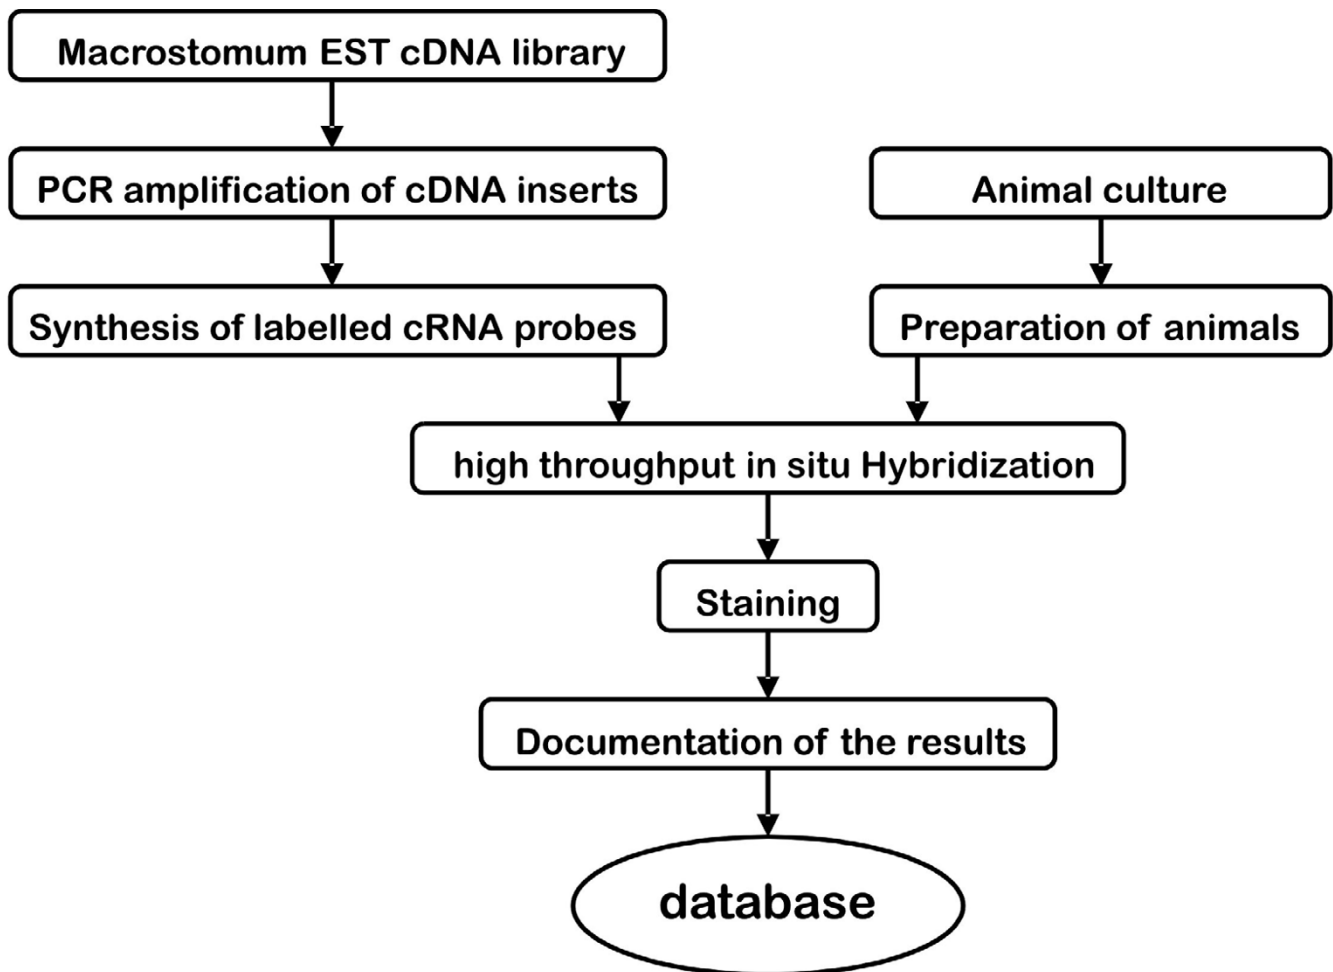 Macrostomum EST cDNA library
PCR amplification of cDNA inserts
Animal culture
Synthesis of labelled cRNA probes
Preparation of animals
high throughput in situ Hybridization
Staining
Documentation of the results
database